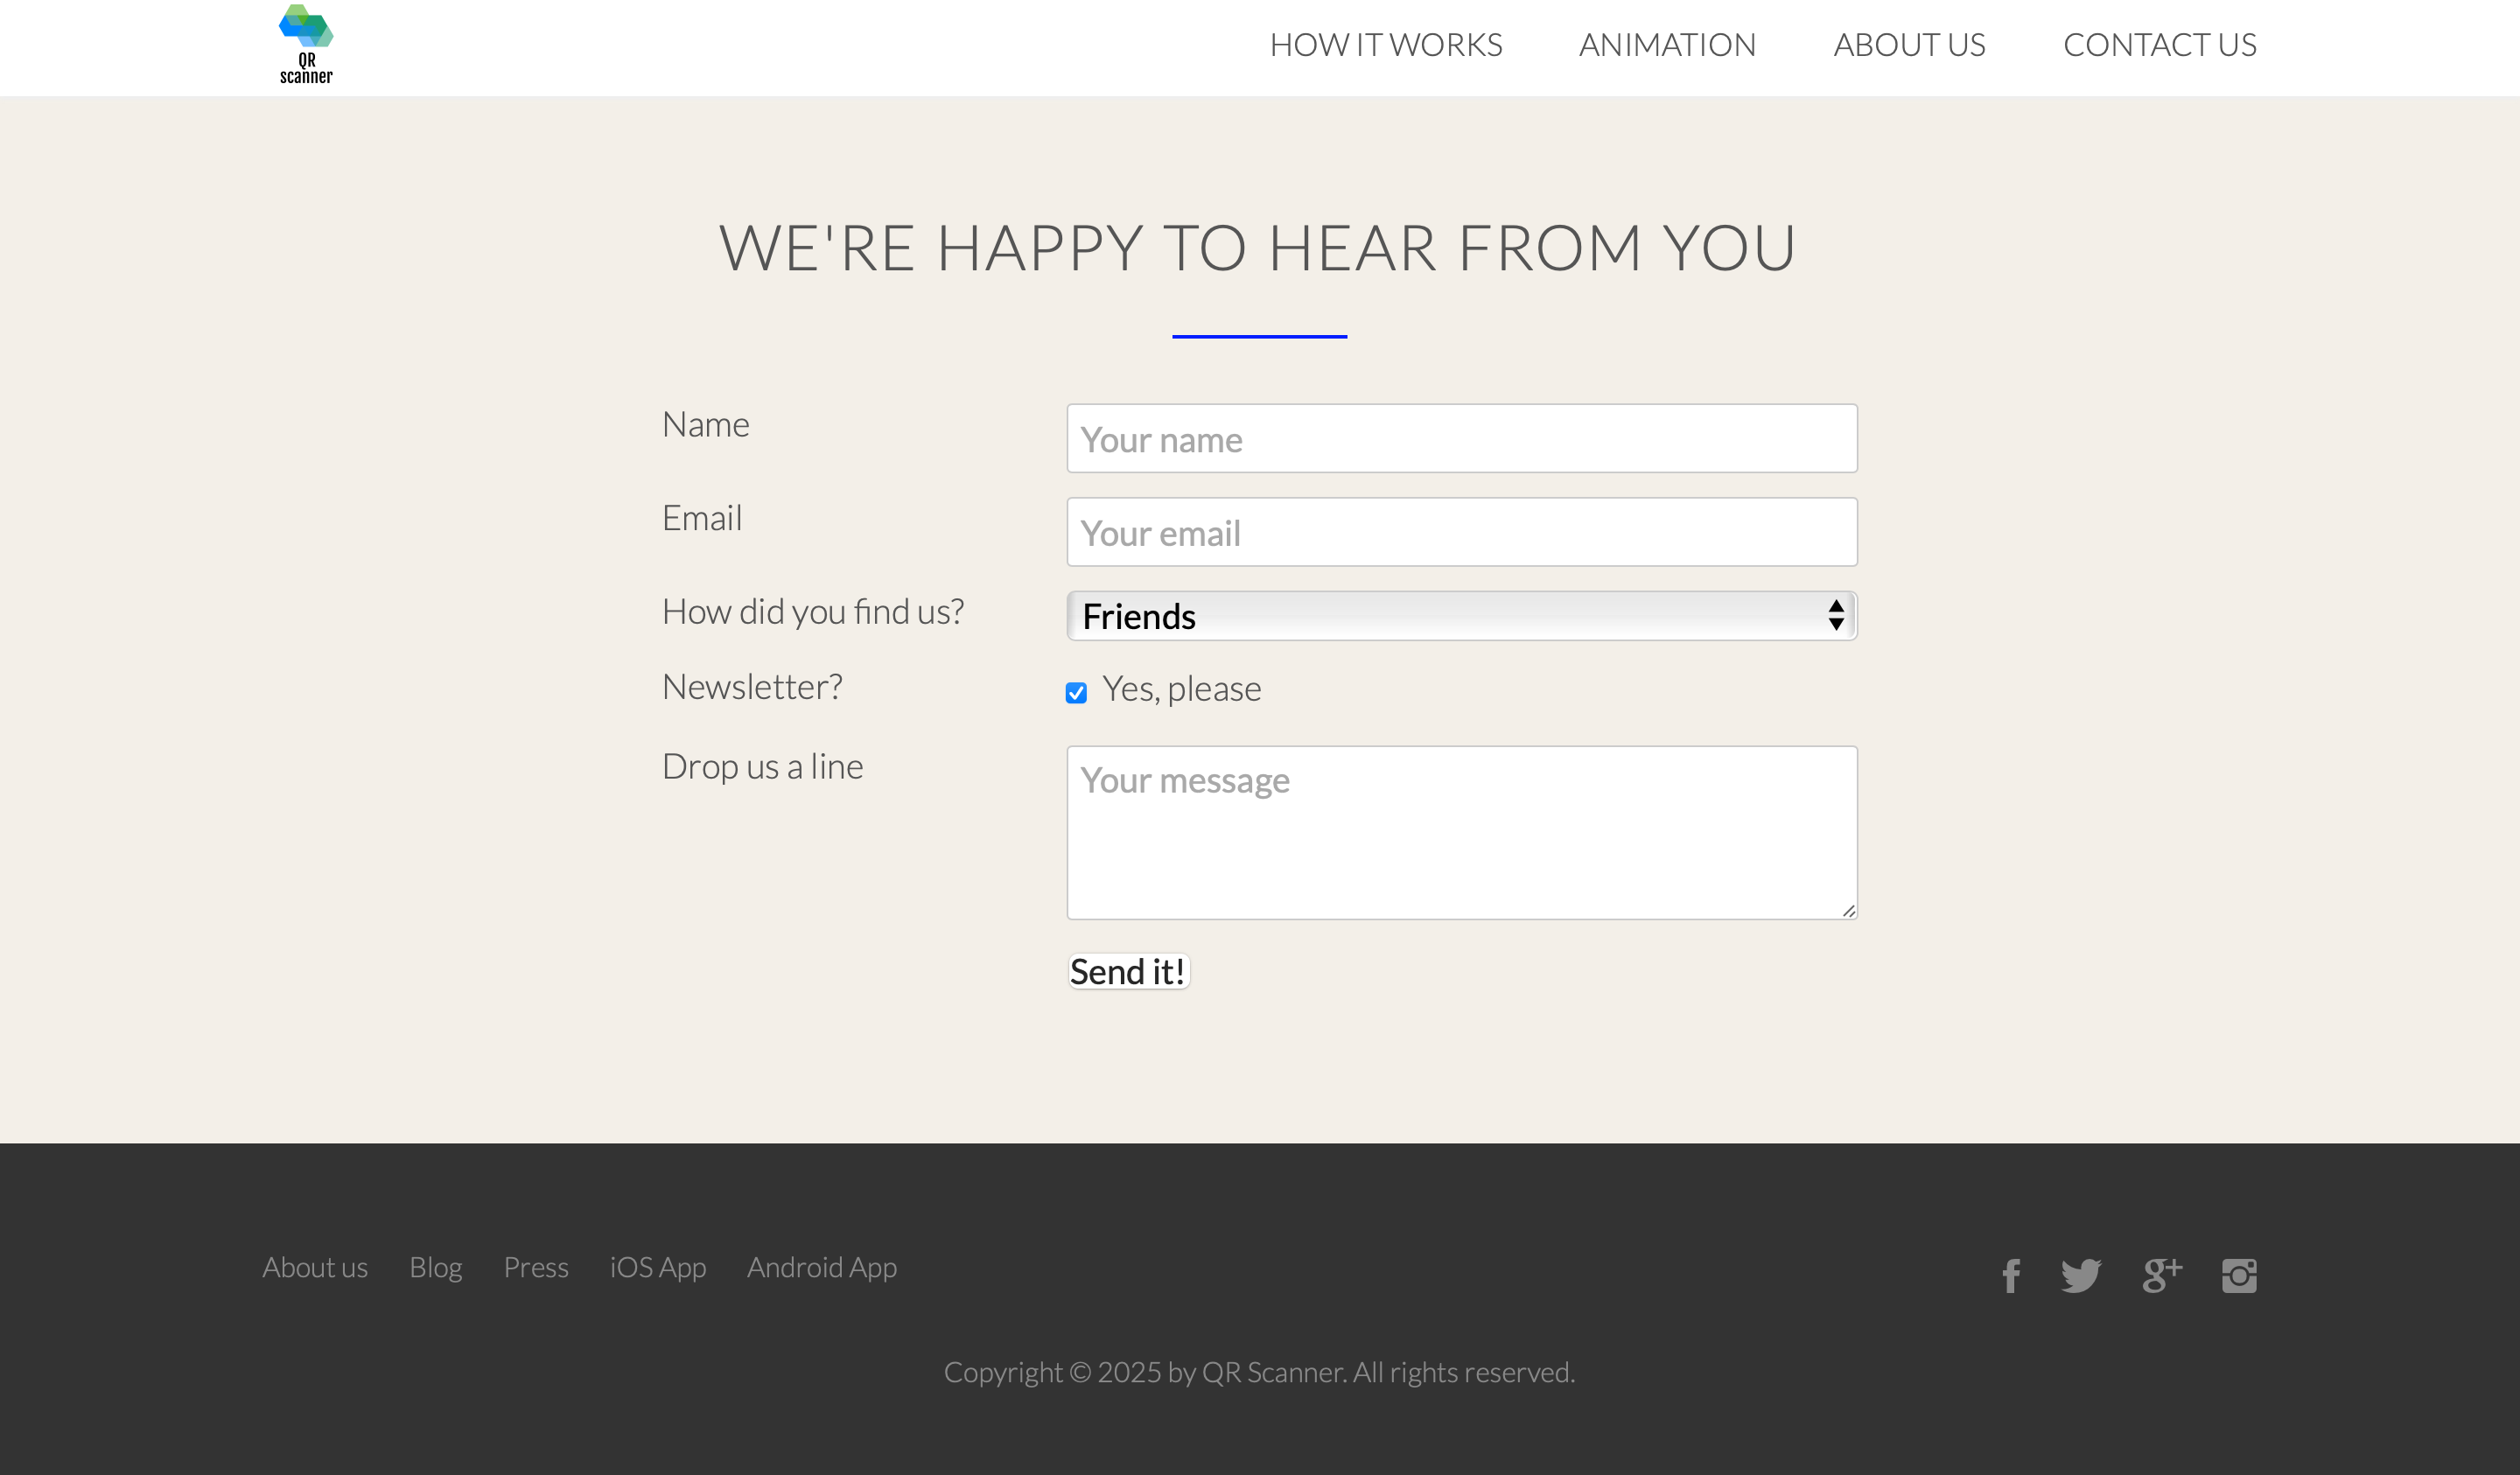 QR
scanner
HOW IT WORKS ANIMATION ABOUT US CONTACT US
WE'RE HAPPY TO HEAR FROM YOU
Name
Your name
Email
Your email
How did you find us?
Friends
Newsletter?
Yes, please
Drop us a line
Your message
Send it!
About us Blog Press iOS App Android App
Copyright © 2025 by QR Scanner. All rights reserved.